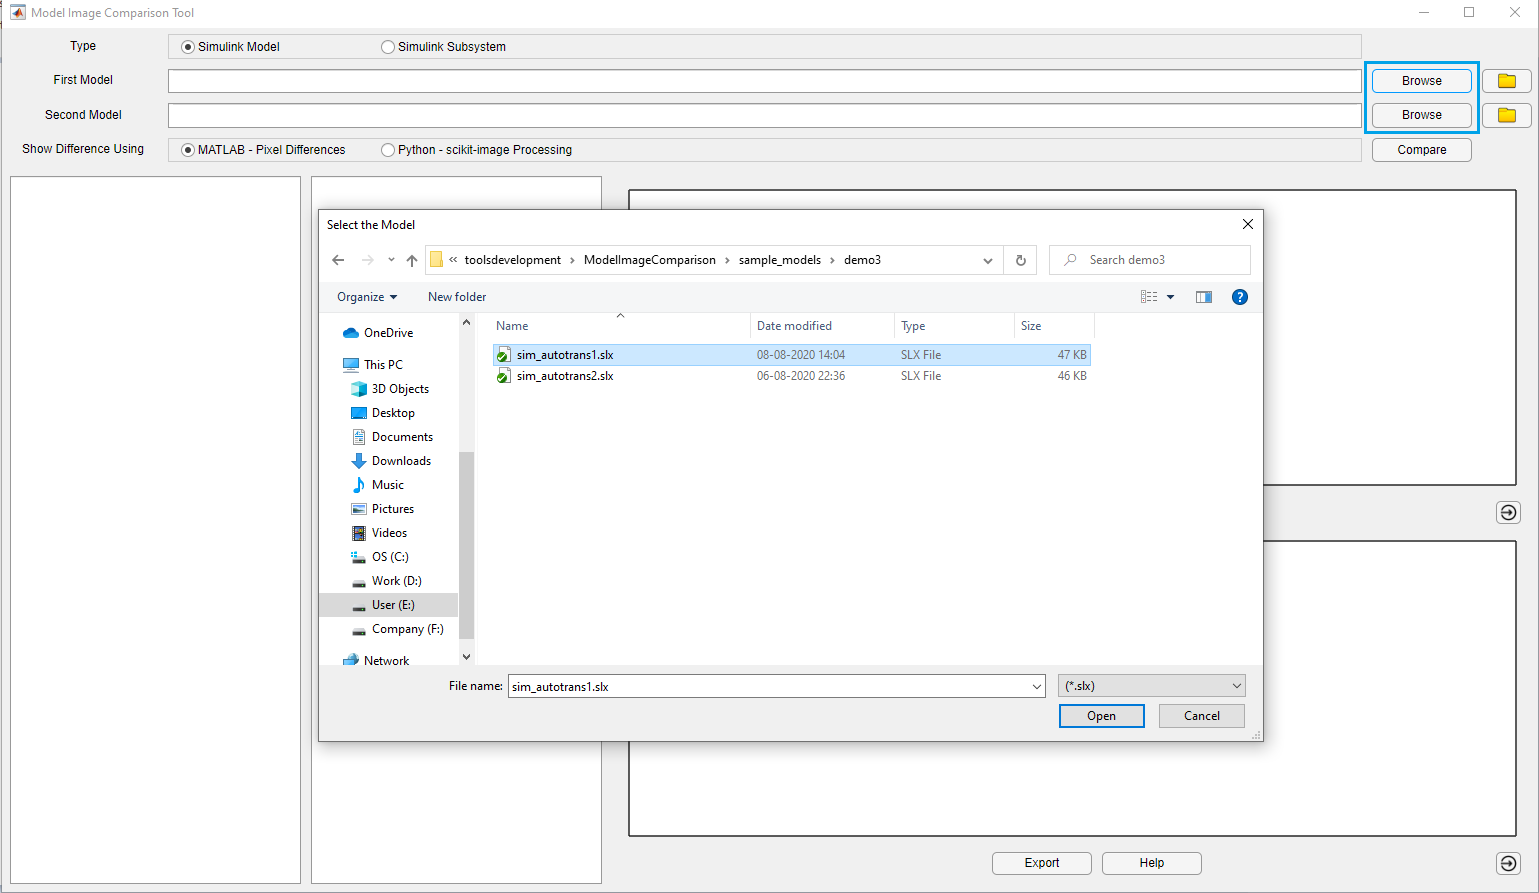 Model Image Comparison Tool
Type Simulink Model Simulink Subsystem
First Model Browse
Second Model Browse
Show Difference Using MATLAB - Pixel Differences Python - scikit-image Processing Compare
Select the Model
« toolsdevelopment › ModelImageComparison › sample_models › demo3 Search demo3
Organize New folder
Name Date modified Type Size
OneDrive
This PC
3D Objects
Desktop
Documents
Downloads
Music
Pictures
Videos
OS (C:)
Work (D:)
User (E:)
Company (F:)
Network
sim_autotrans1.slx 08-08-2020 14:04 SLX File 47 KB
sim_autotrans2.slx 06-08-2020 22:36 SLX File 46 KB
File name: sim_autotrans1.slx (*.slx)
Open Cancel
Export Help